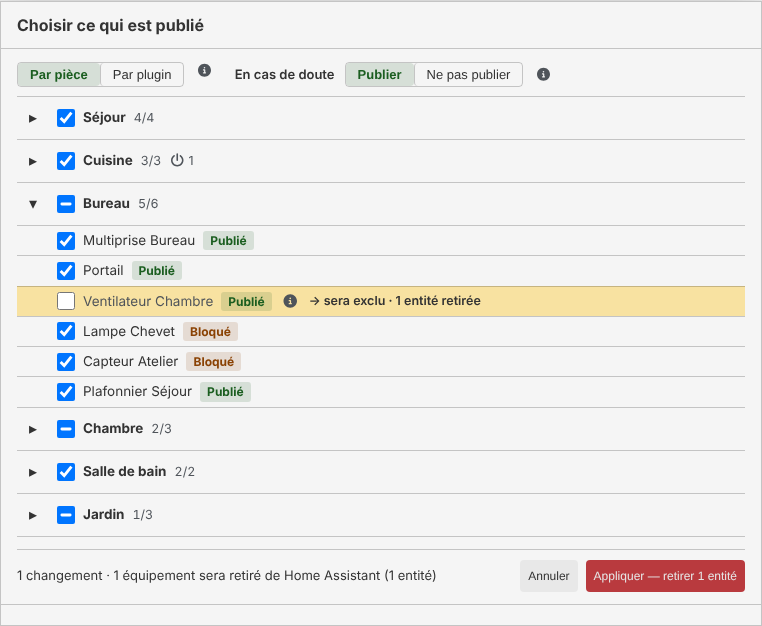 Choisir ce qui est publié
Par pièce Par plugin En cas de doute Publier Ne pas publier
Séjour 4/4
Cuisine 3/3 1
Bureau 5/6
Multiprise Bureau Publié
Portail Publié
Ventilateur Chambre Publié → sera exclu · 1 entité retirée
Lampe Chevet Bloqué
Capteur Atelier Bloqué
Plafonnier Séjour Publié
Chambre 2/3
Salle de bain 2/2
Jardin 1/3
1 changement · 1 équipement sera retiré de Home Assistant (1 entité) Annuler Appliquer — retirer 1 entité